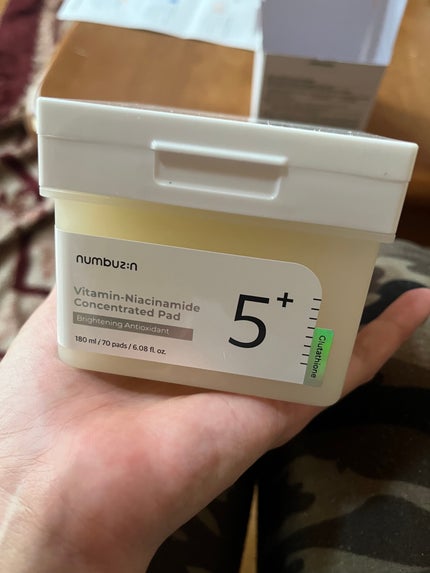 numbuz:n
Vitamin-Niacinamide
Concentrated Pad
Brightening Antioxidant
180 ml / 70 pads / 6.08 fl. oz.
5+
Glutathione